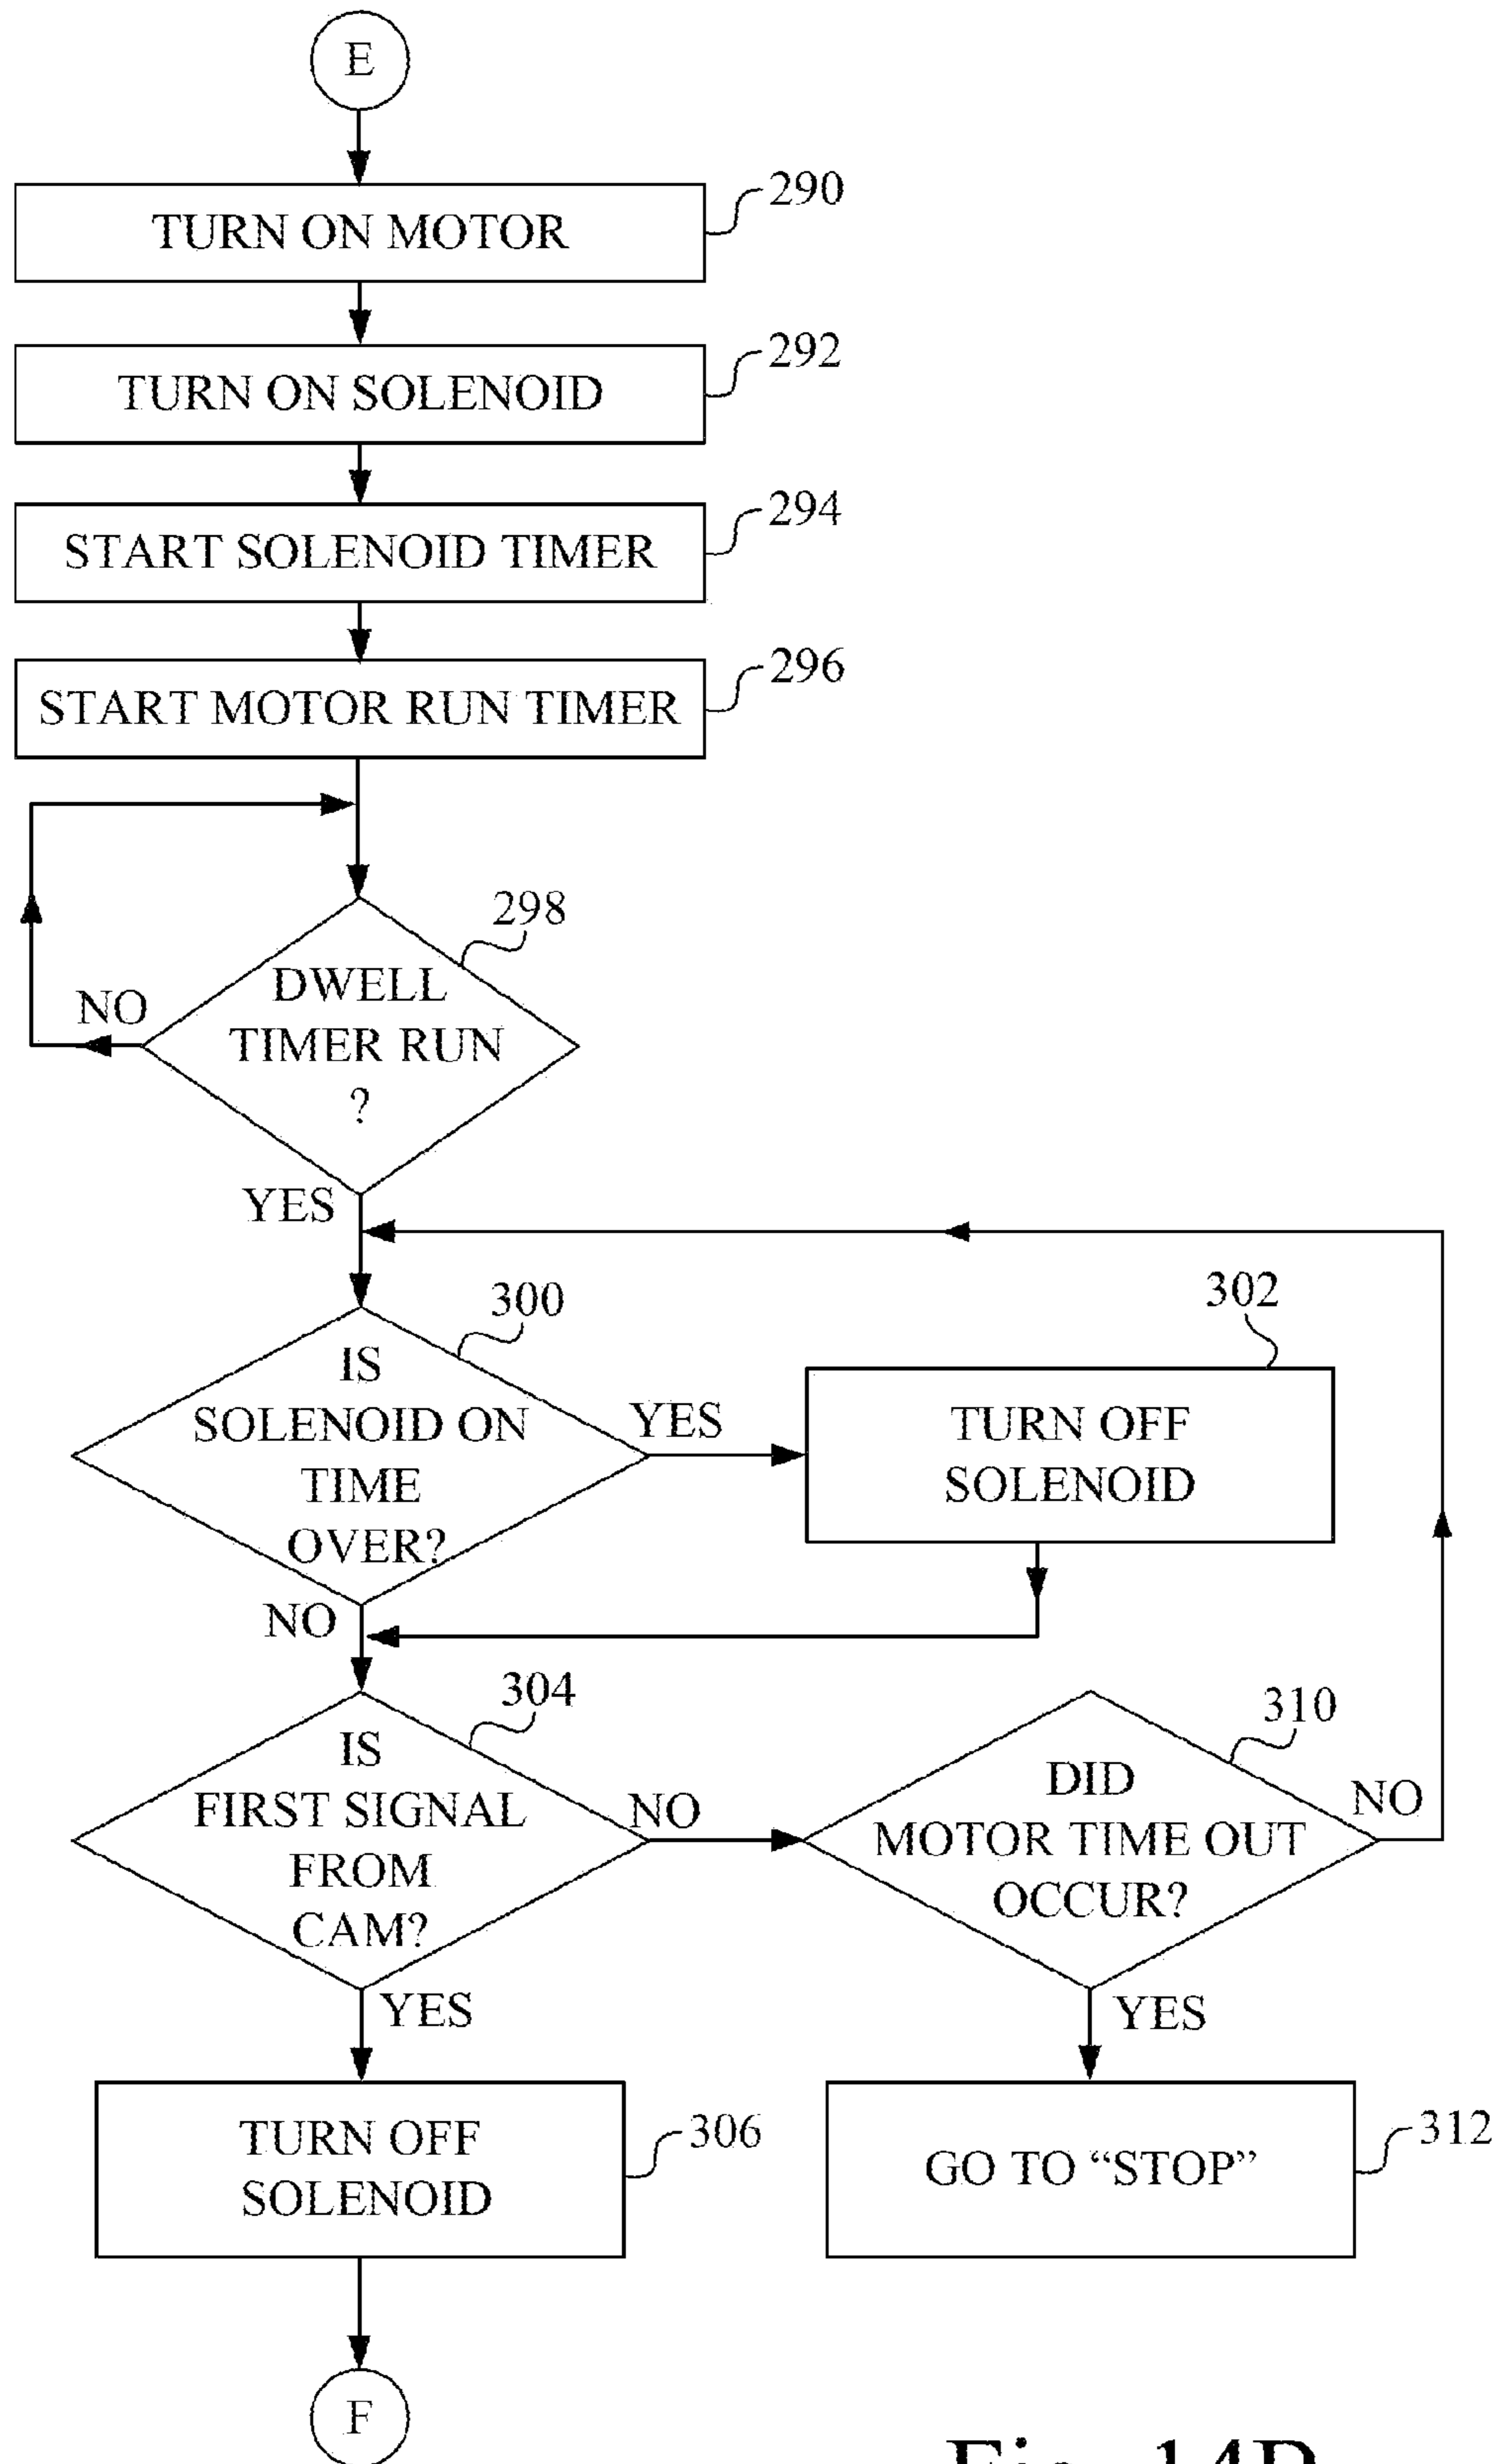 E
TURN ON MOTOR
290
TURN ON SOLENOID
292
START SOLENOID TIMER
294
START MOTOR RUN TIMER
296
298
DWELL
TIMER RUN
?
NO
YES
300
IS
SOLENOID ON
TIME
OVER?
YES
302
TURN OFF
SOLENOID
NO
304
IS
FIRST SIGNAL
FROM
CAM?
NO
310
DID
MOTOR TIME OUT
OCCUR?
NO
YES
YES
TURN OFF
SOLENOID
306
GO TO “STOP”
312
F